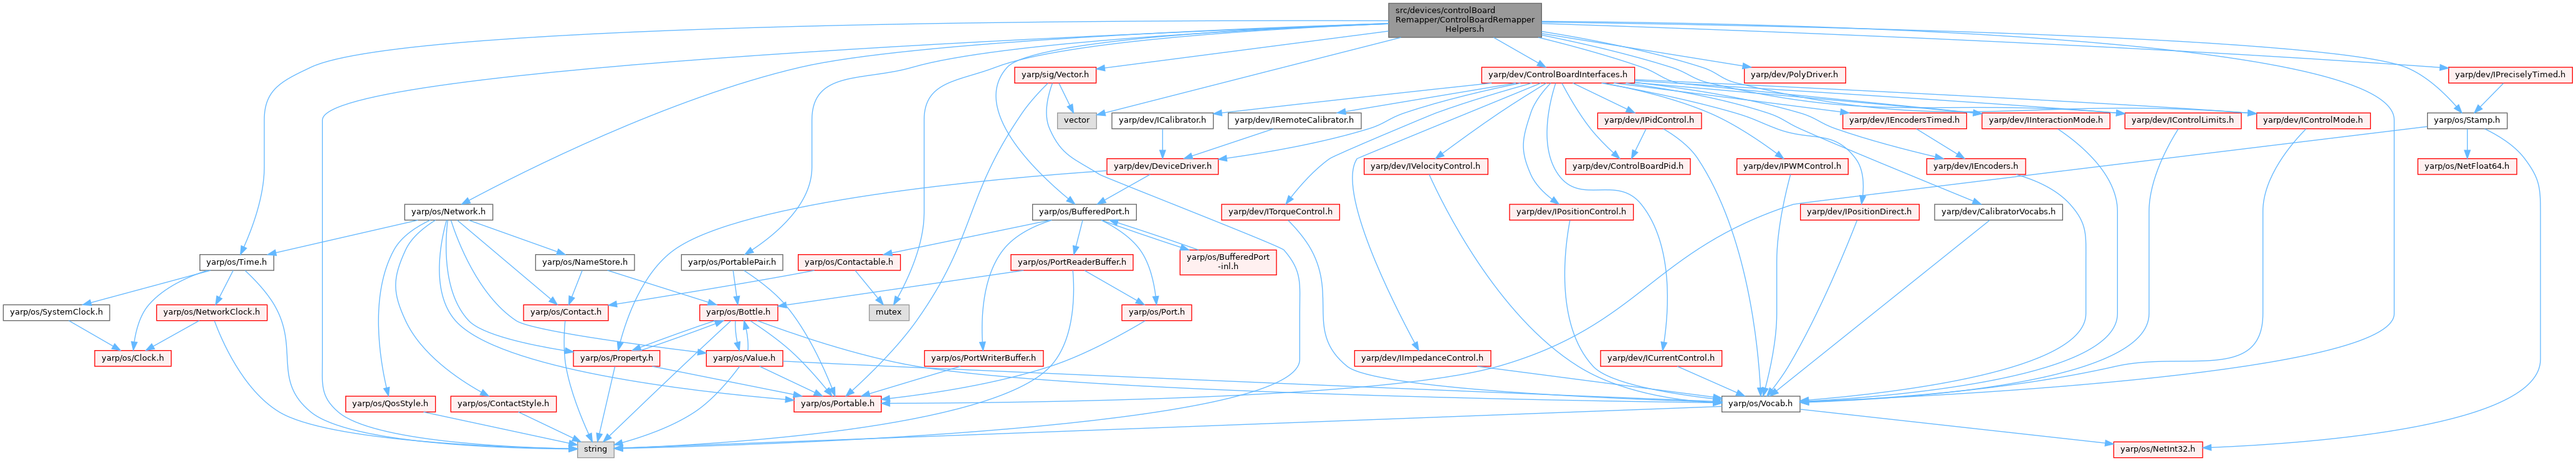 src/devices/controlBoard
Remapper/ControlBoardRemapper
Helpers.h
yarp/sig/Vector.h
yarp/dev/ControlBoardInterfaces.h
yarp/dev/PolyDriver.h
yarp/dev/IPreciselyTimed.h
vector
yarp/dev/ICalibrator.h
yarp/dev/IRemoteCalibrator.h
yarp/dev/IPidControl.h
yarp/dev/IEncodersTimed.h
yarp/dev/IInteractionMode.h
yarp/dev/IControlLimits.h
yarp/dev/IControlMode.h
yarp/os/Stamp.h
yarp/dev/DeviceDriver.h
yarp/dev/IVelocityControl.h
yarp/dev/ControlBoardPid.h
yarp/dev/IPWMControl.h
yarp/dev/IEncoders.h
yarp/os/NetFloat64.h
yarp/os/Network.h
yarp/os/BufferedPort.h
yarp/dev/ITorqueControl.h
yarp/dev/IPositionControl.h
yarp/dev/IPositionDirect.h
yarp/dev/CalibratorVocabs.h
yarp/os/Time.h
yarp/os/NameStore.h
yarp/os/PortablePair.h
yarp/os/Contactable.h
yarp/os/PortReaderBuffer.h
yarp/os/BufferedPort
-inl.h
yarp/os/SystemClock.h
yarp/os/NetworkClock.h
yarp/os/Contact.h
yarp/os/Bottle.h
mutex
yarp/os/Port.h
yarp/os/Clock.h
yarp/os/Property.h
yarp/os/Value.h
yarp/os/PortWriterBuffer.h
yarp/dev/IImpedanceControl.h
yarp/dev/ICurrentControl.h
yarp/os/QosStyle.h
yarp/os/ContactStyle.h
yarp/os/Portable.h
yarp/os/Vocab.h
string
yarp/os/NetInt32.h